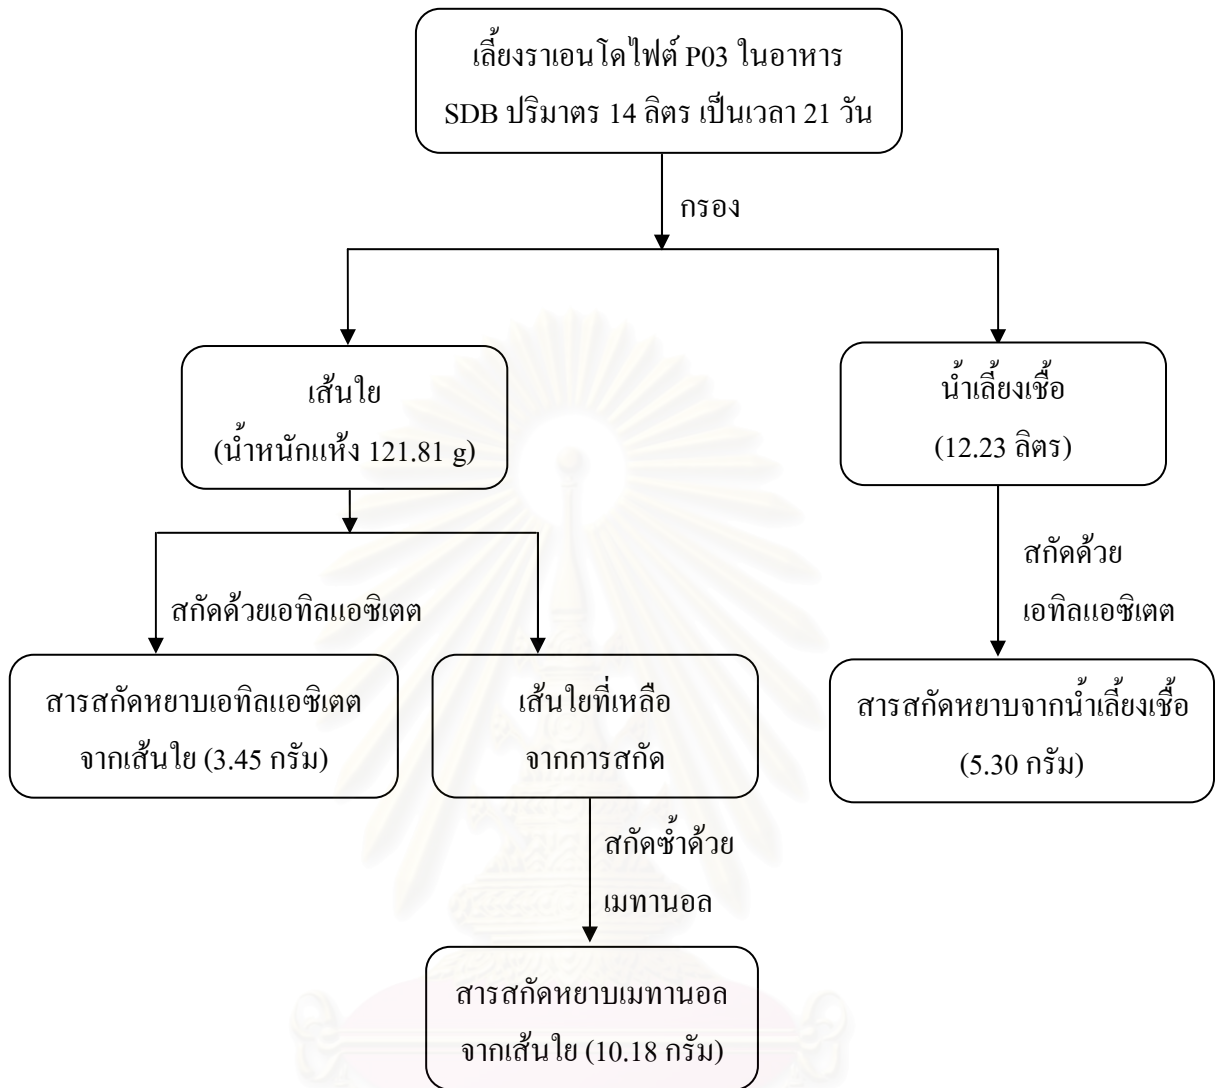 เลี้ยงราเอนโดไฟต์ P03 ในอาหาร
SDB ปริมาตร 14 ลิตร เป็นเวลา 21 วัน
กรอง
เส้นใย
(น้ำหนักแห้ง 121.81 g)
น้ำเลี้ยงเชื้อ
(12.23 ลิตร)
สกัดด้วยเอทิลแอซิเตต
สกัดด้วย
เอทิลแอซิเตต
สารสกัดหยาบเอทิลแอซิเตต
จากเส้นใย (3.45 กรัม)
เส้นใยที่เหลือ
จากการสกัด
สารสกัดหยาบจากน้ำเลี้ยงเชื้อ
(5.30 กรัม)
สกัดซ้ำด้วย
เมทานอล
สารสกัดหยาบเมทานอล
จากเส้นใย (10.18 กรัม)